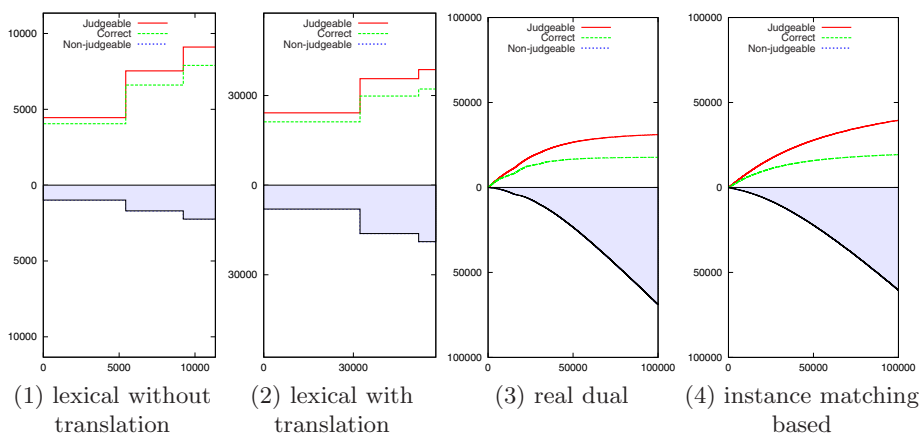 Judgeable
Correct
Non-judgeable
10000
5000
0
5000
10000
0
5000
10000
(1) lexical without
translation
Judgeable
Correct
Non-judgeable
30000
0
30000
0
30000
(2) lexical with
translation
Judgeable
Correct
Non-judgeable
100000
50000
0
50000
100000
0
50000
100000
(3) real dual
Judgeable
Correct
Non-judgeable
100000
50000
0
50000
100000
0
50000
100000
(4) instance matching
based